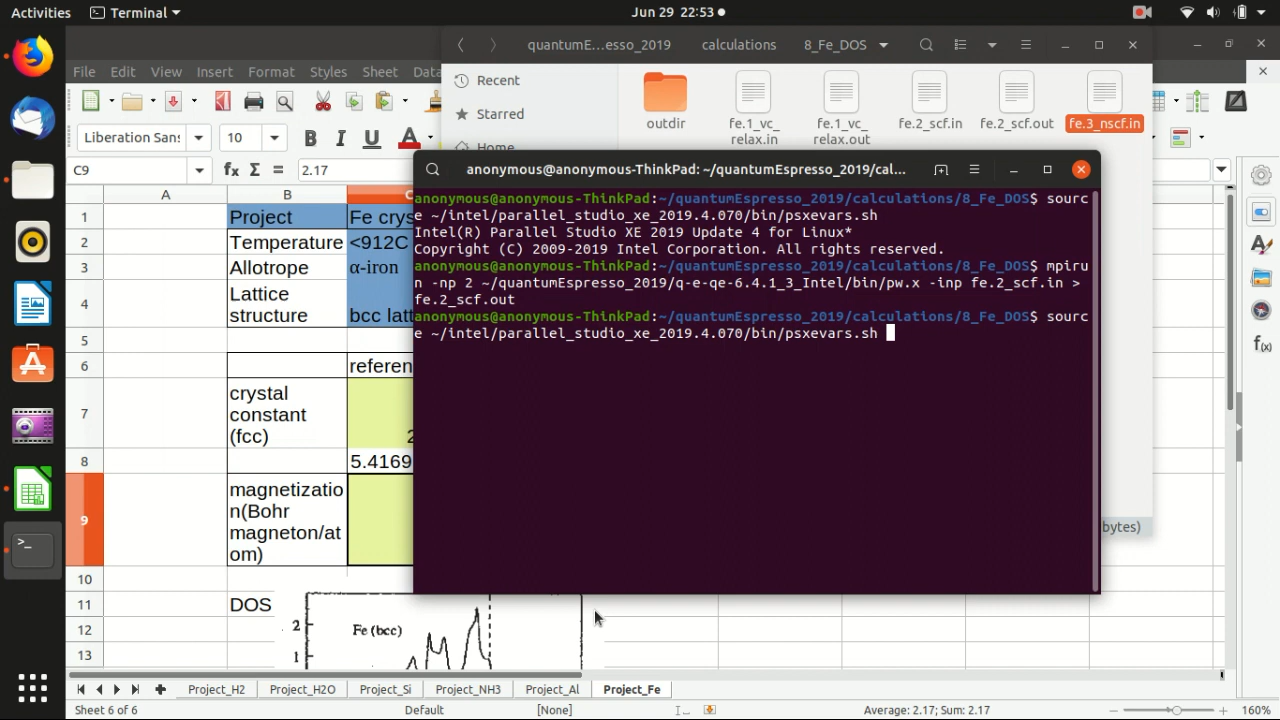 Activities
Terminal
Jun 29 22:53
quantumE...esso_2019
calculations
8_Fe_DOS
File Edit View Insert Format Styles Sheet Data
Recent
Starred
Home
outdir
fe.1_vc_
relax.in
fe.1_vc_
relax.out
fe.2_scf.in
fe.2_scf.out
fe.3_nscf.in
Liberation Sans
10
C9
2.17
anonymous@anonymous-ThinkPad: ~/quantumEspresso_2019/cal...
anonymous@anonymous-ThinkPad:~/quantumEspresso_2019/calculations/8_Fe_DOS$ sourc
e ~/intel/parallel_studio_xe_2019.4.070/bin/psxevars.sh
Intel(R) Parallel Studio XE 2019 Update 4 for Linux*
Copyright (C) 2009-2019 Intel Corporation. All rights reserved.
anonymous@anonymous-ThinkPad:~/quantumEspresso_2019/calculations/8_Fe_DOS$ mpiru
n -np 2 ~/quantumEspresso_2019/q-e-qe-6.4.1_3_Intel/bin/pw.x -inp fe.2_scf.in >
fe.2_scf.out
anonymous@anonymous-ThinkPad:~/quantumEspresso_2019/calculations/8_Fe_DOS$ sourc
e ~/intel/parallel_studio_xe_2019.4.070/bin/psxevars.sh
bytes)
A B C
1 Project Fe crys
2 Temperature <912C
3 Allotrope α-iron
4 Lattice
structure bcc latt
5
6 referen
7 crystal
constant
(fcc) 2
8 5.4169
9 magnetizatio
n(Bohr
magneton/at
om)
10
11 DOS
12
13
2 Fe (bcc)
1
Project_H2 Project_H2O Project_Si Project_NH3 Project_Al Project_Fe
Sheet 6 of 6 Default [None] Average: 2.17; Sum: 2.17 160%